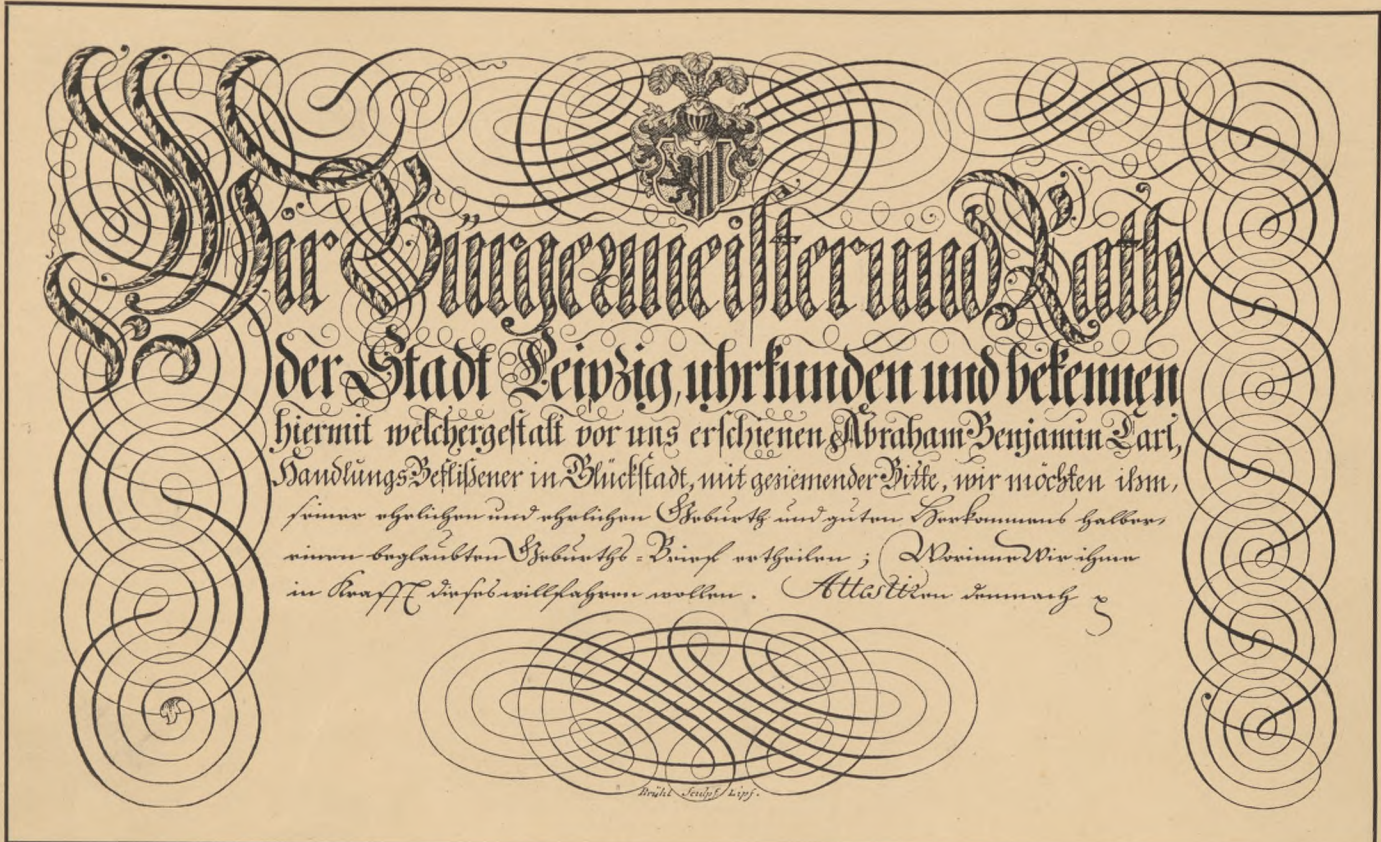 Wir Bürgermeister und Rath
der Stadt Leipzig, uhrkunden und bekennen
hiermit welchergestalt vor uns erschienen Abraham Benjamin Carl,
Handlungs Beflißener in Glückstadt, mit geziemender Bitte, wir möchten ihm,
seiner ehrlichen und ehelichen Geburth und guten Herkommens halber,
einen beglaubten Geburths=Brief ertheilen; Worinne Wir ihme
in Krafft dieses willfahren wollen. Attestiren demnach
Brühl Sculps Lips.